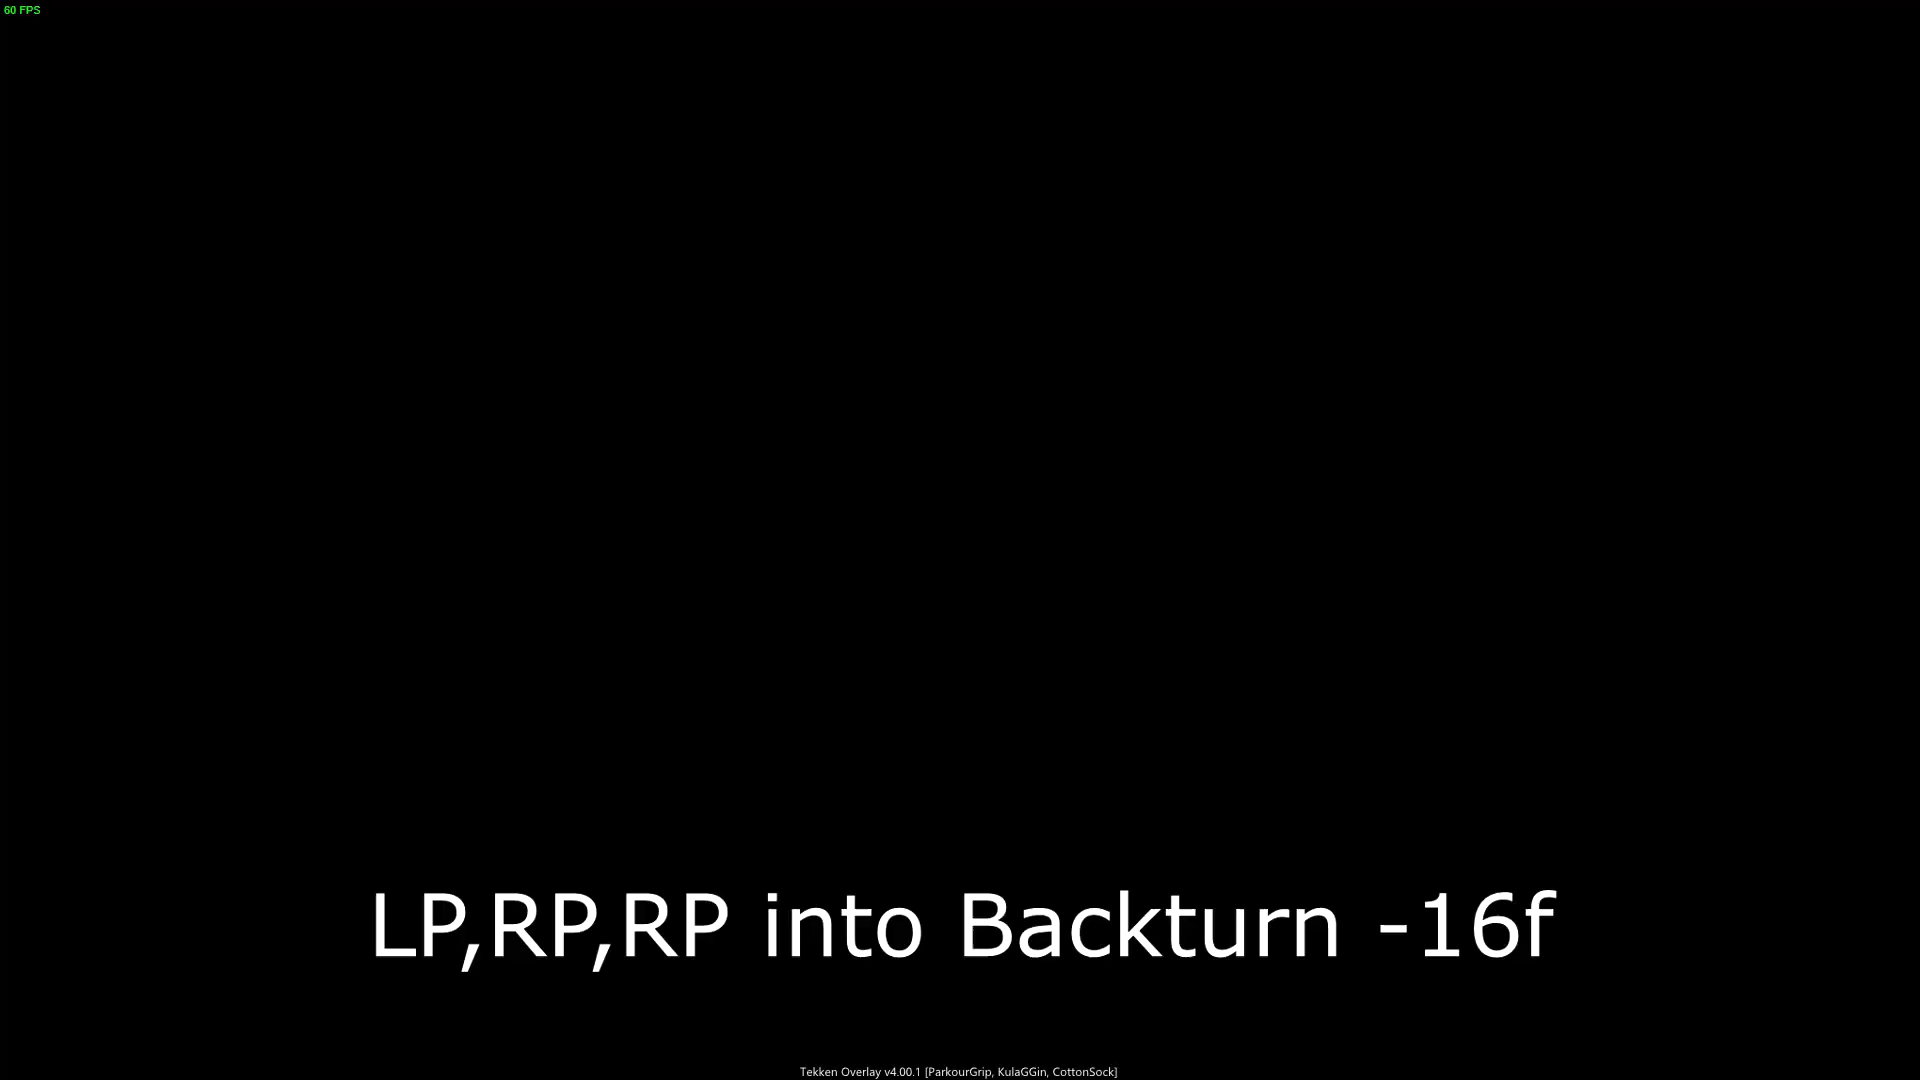 60 FPS
LP,RP,RP into Backturn -16f
Tekken Overlay v4.00.1 [ParkourGrip, KulaGGin, CottonSock]